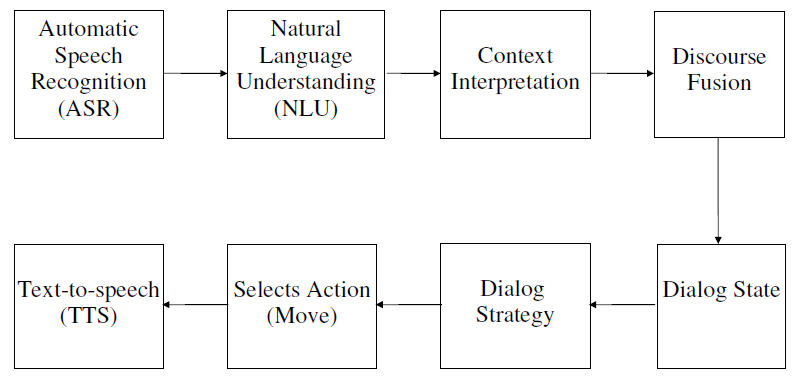 Automatic
Speech
Recognition
(ASR)
Natural
Language
Understanding
(NLU)
Context
Interpretation
Discourse
Fusion
Text-to-speech
(TTS)
Selects Action
(Move)
Dialog
Strategy
Dialog State